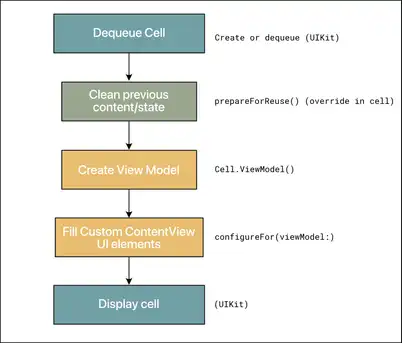 Dequeue Cell
Create or dequeue (UIKit)
Clean previous
content/state
prepareForReuse() (override in cell)
Create View Model
Cell.ViewModel()
Fill Custom ContentView
UI elements
configureFor(viewModel:)
Display cell
(UIKit)